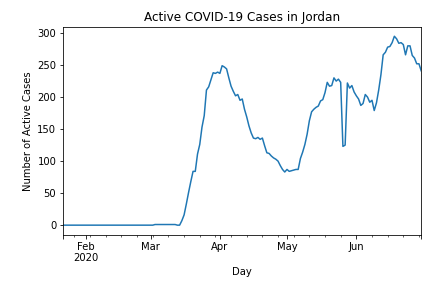 Active COVID-19 Cases in Jordan
300
250
200
150
100
50
0
Number of Active Cases
Feb Mar Apr May Jun
2020
Day